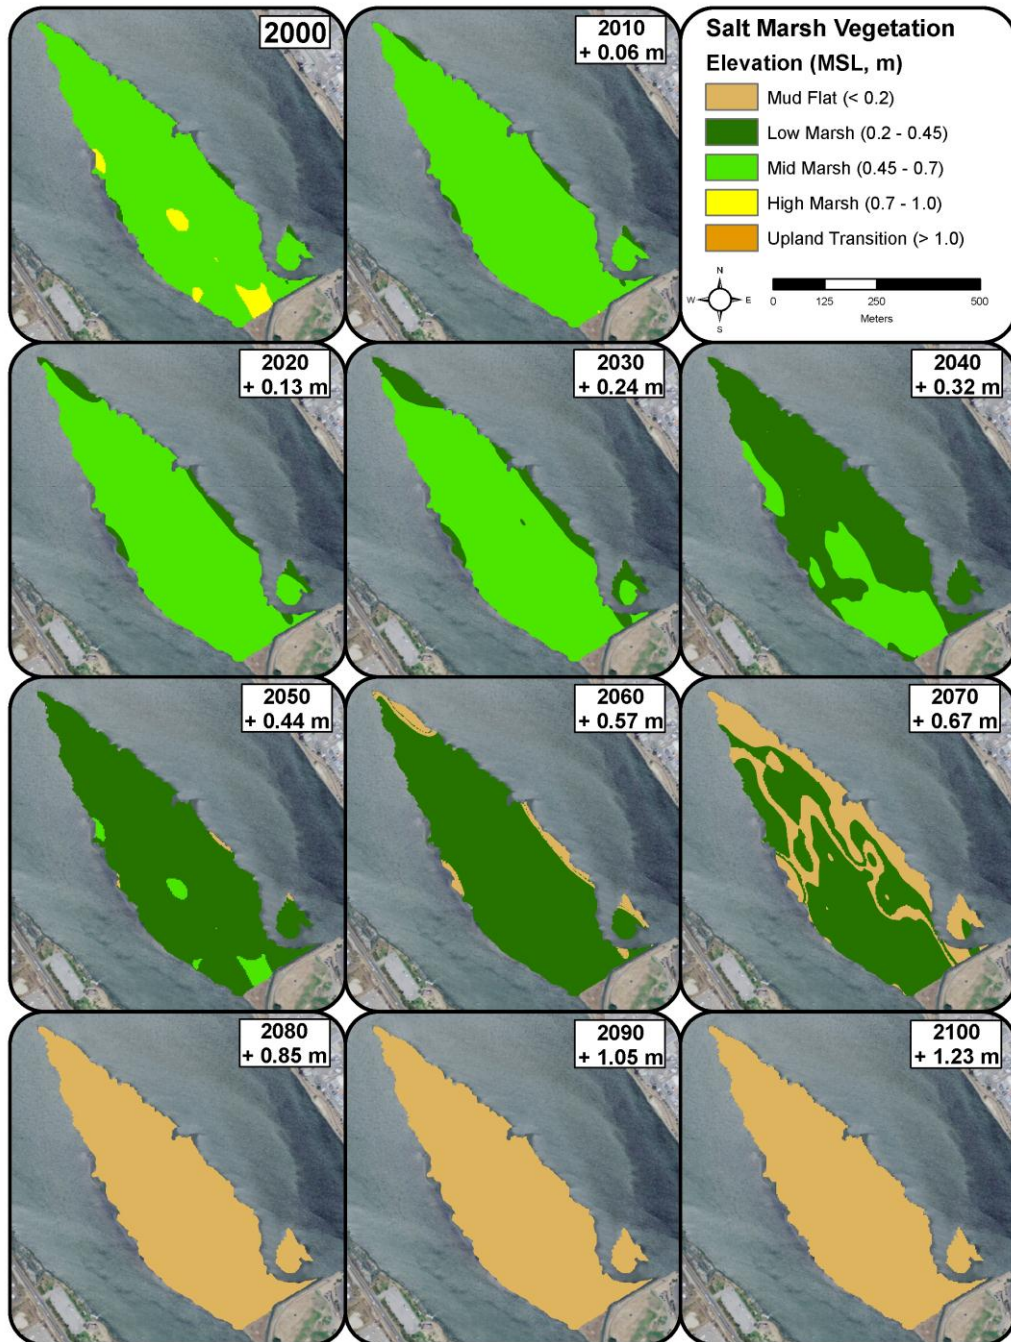 2000
2010
+ 0.06 m
Salt Marsh Vegetation
Elevation (MSL, m)
Mud Flat (< 0.2)
Low Marsh (0.2 - 0.45)
Mid Marsh (0.45 - 0.7)
High Marsh (0.7 - 1.0)
Upland Transition (> 1.0)
N
W E
S
0 125 250 500
Meters
2020
+ 0.13 m
2030
+ 0.24 m
2040
+ 0.32 m
2050
+ 0.44 m
2060
+ 0.57 m
2070
+ 0.67 m
2080
+ 0.85 m
2090
+ 1.05 m
2100
+ 1.23 m